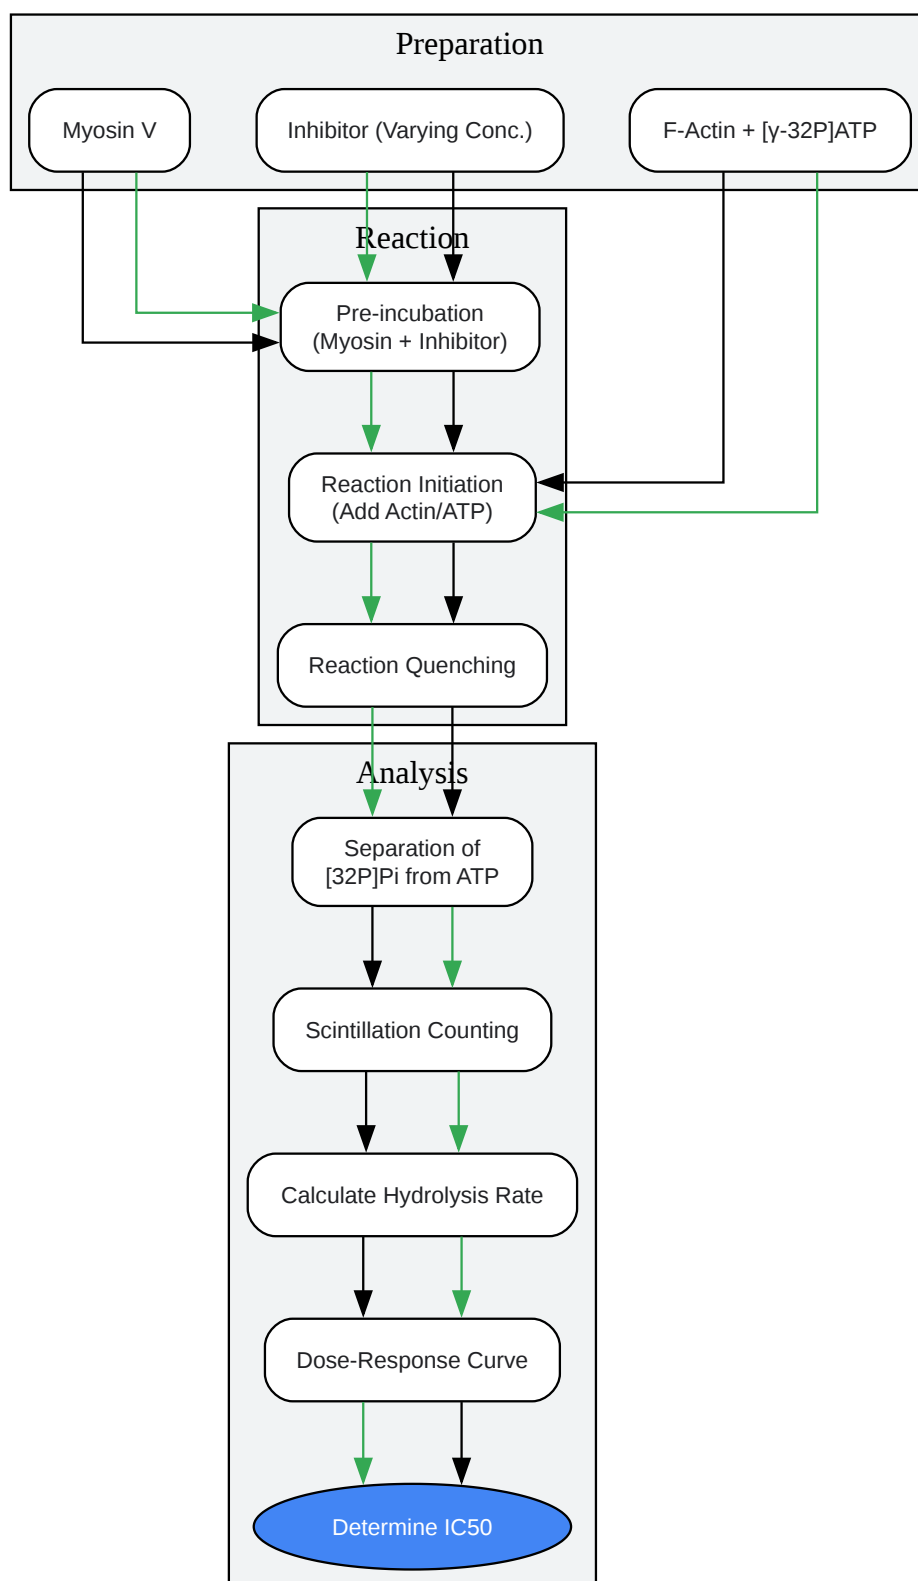 Preparation
Myosin V
Inhibitor (Varying Conc.)
F-Actin + [γ-32P]ATP
Reaction
Pre-incubation
(Myosin + Inhibitor)
Reaction Initiation
(Add Actin/ATP)
Reaction Quenching
Analysis
Separation of
[32P]Pi from ATP
Scintillation Counting
Calculate Hydrolysis Rate
Dose-Response Curve
Determine IC50